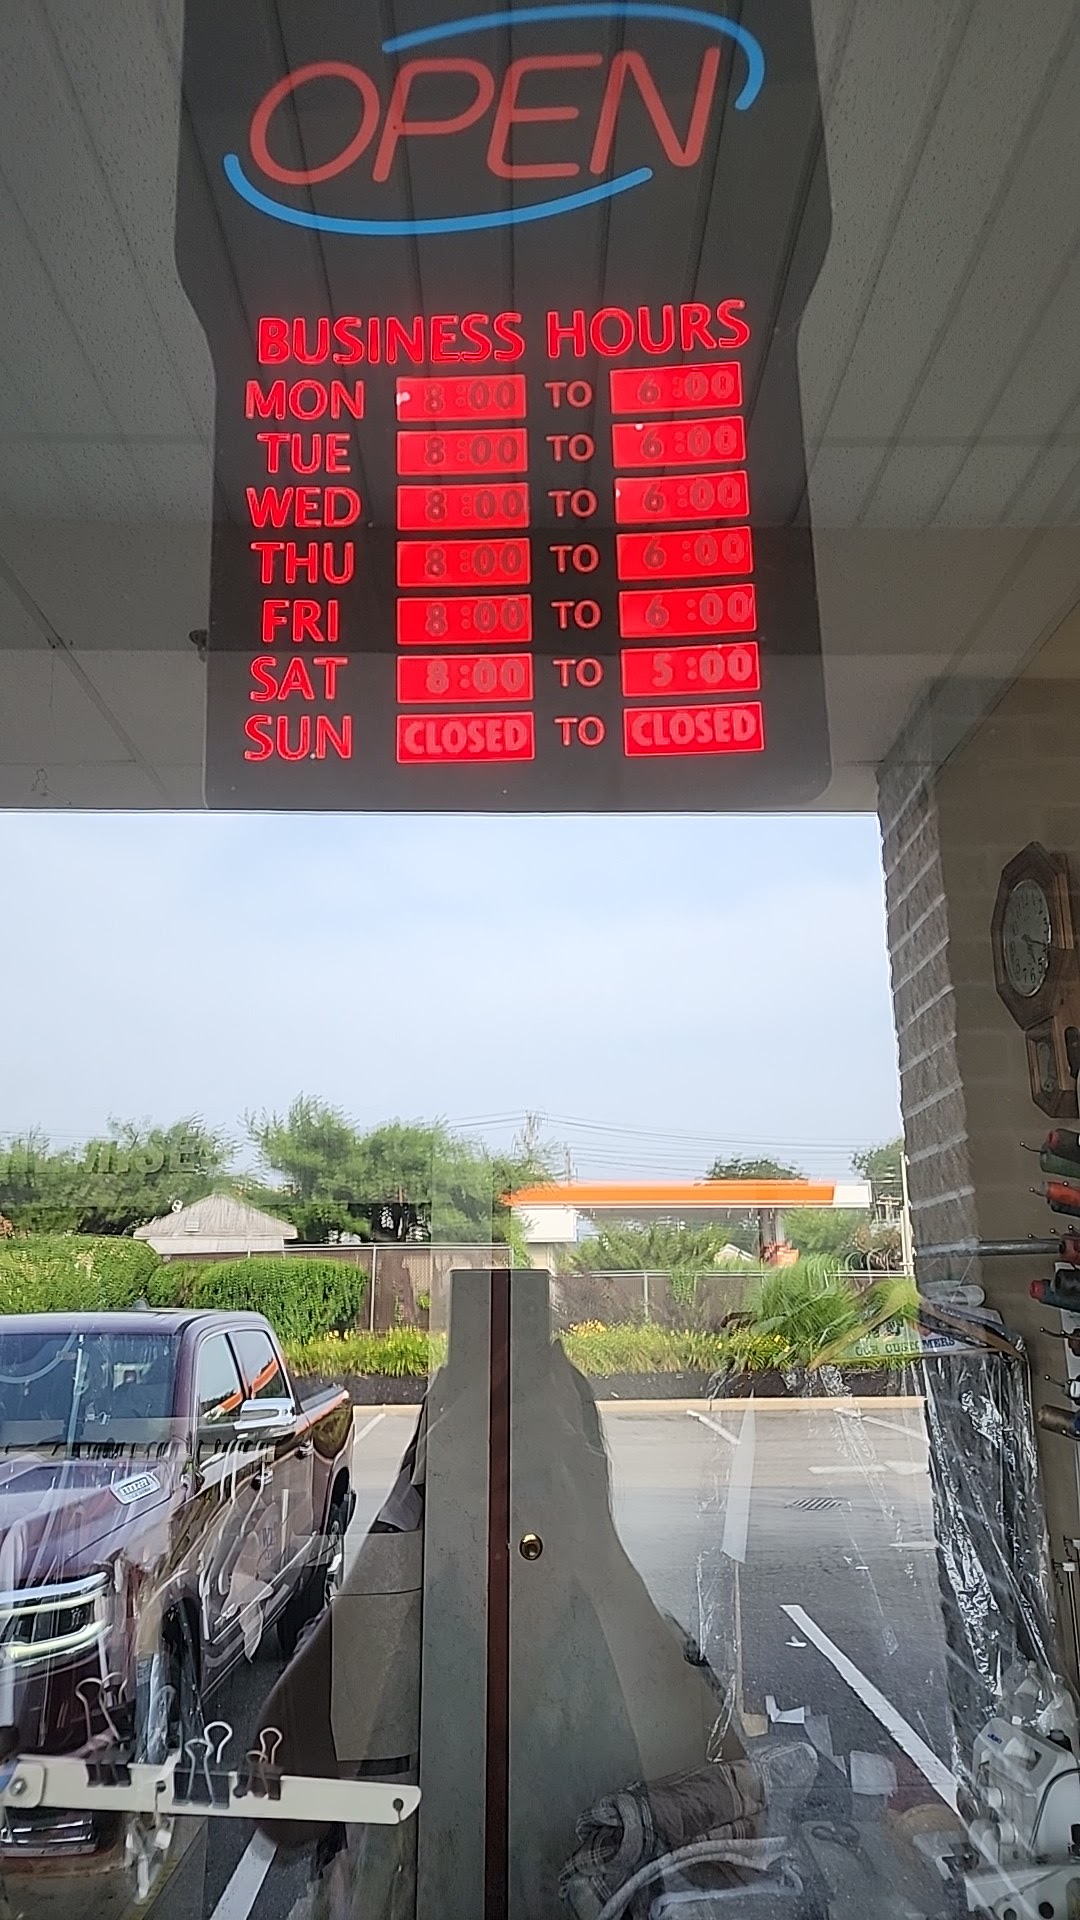 OPEN
BUSINESS HOURS
MON 8:00 TO 6:00
TUE 8:00 TO 6:00
WED 8:00 TO 6:00
THU 8:00 TO 6:00
FRI 8:00 TO 6:00
SAT 8:00 TO 5:00
SUN CLOSED TO CLOSED